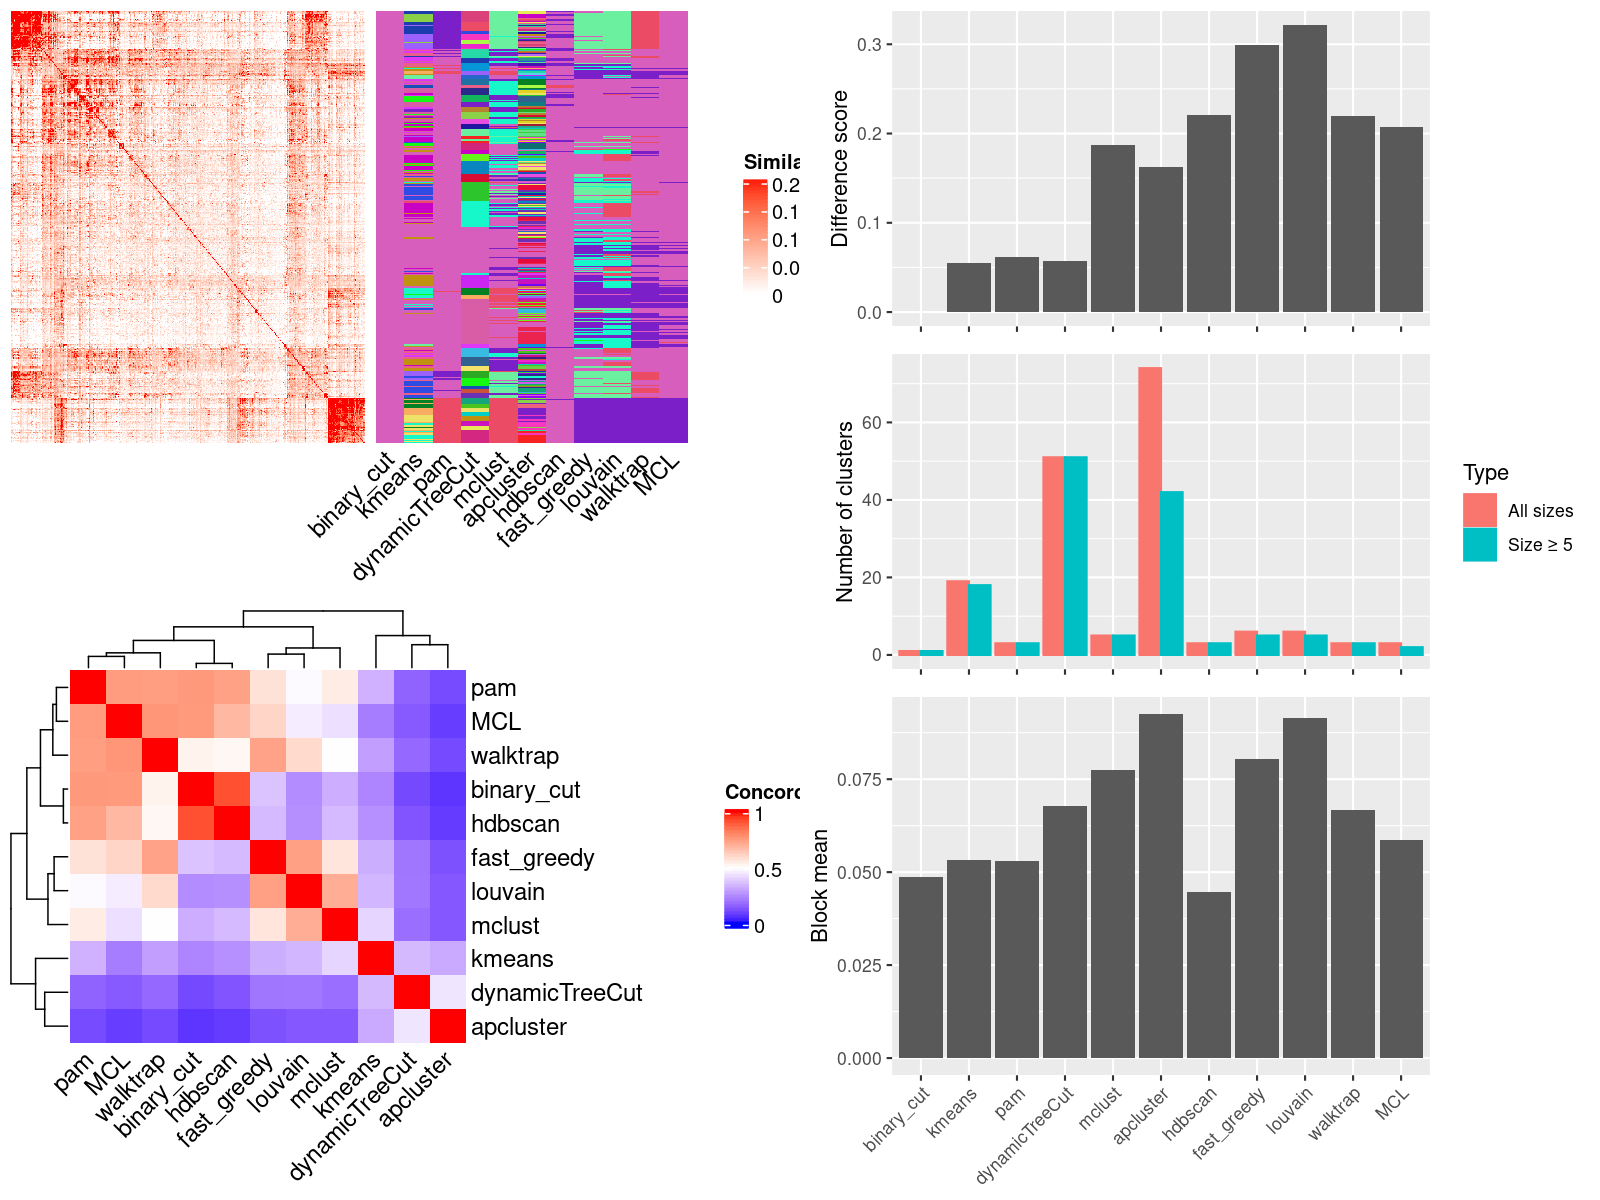 Simila
0.2
0.1
0.1
0.0
0
binary_cut
kmeans
pam
dynamicTreeCut
mclust
apcluster
hdbscan
fast_greedy
louvain
walktrap
MCL
pam
MCL
walktrap
binary_cut
hdbscan
fast_greedy
louvain
mclust
kmeans
dynamicTreeCut
apcluster
pam
MCL
walktrap
binary_cut
hdbscan
fast_greedy
louvain
mclust
kmeans
dynamicTreeCut
apcluster
Concord
1
0.5
0
Difference score
0.3
0.2
0.1
0.0
Number of clusters
60
40
20
0
Type
All sizes
Size ≥ 5
Block mean
0.075
0.050
0.025
0.000
binary_cut
kmeans
pam
dynamicTreeCut
mclust
apcluster
hdbscan
fast_greedy
louvain
walktrap
MCL